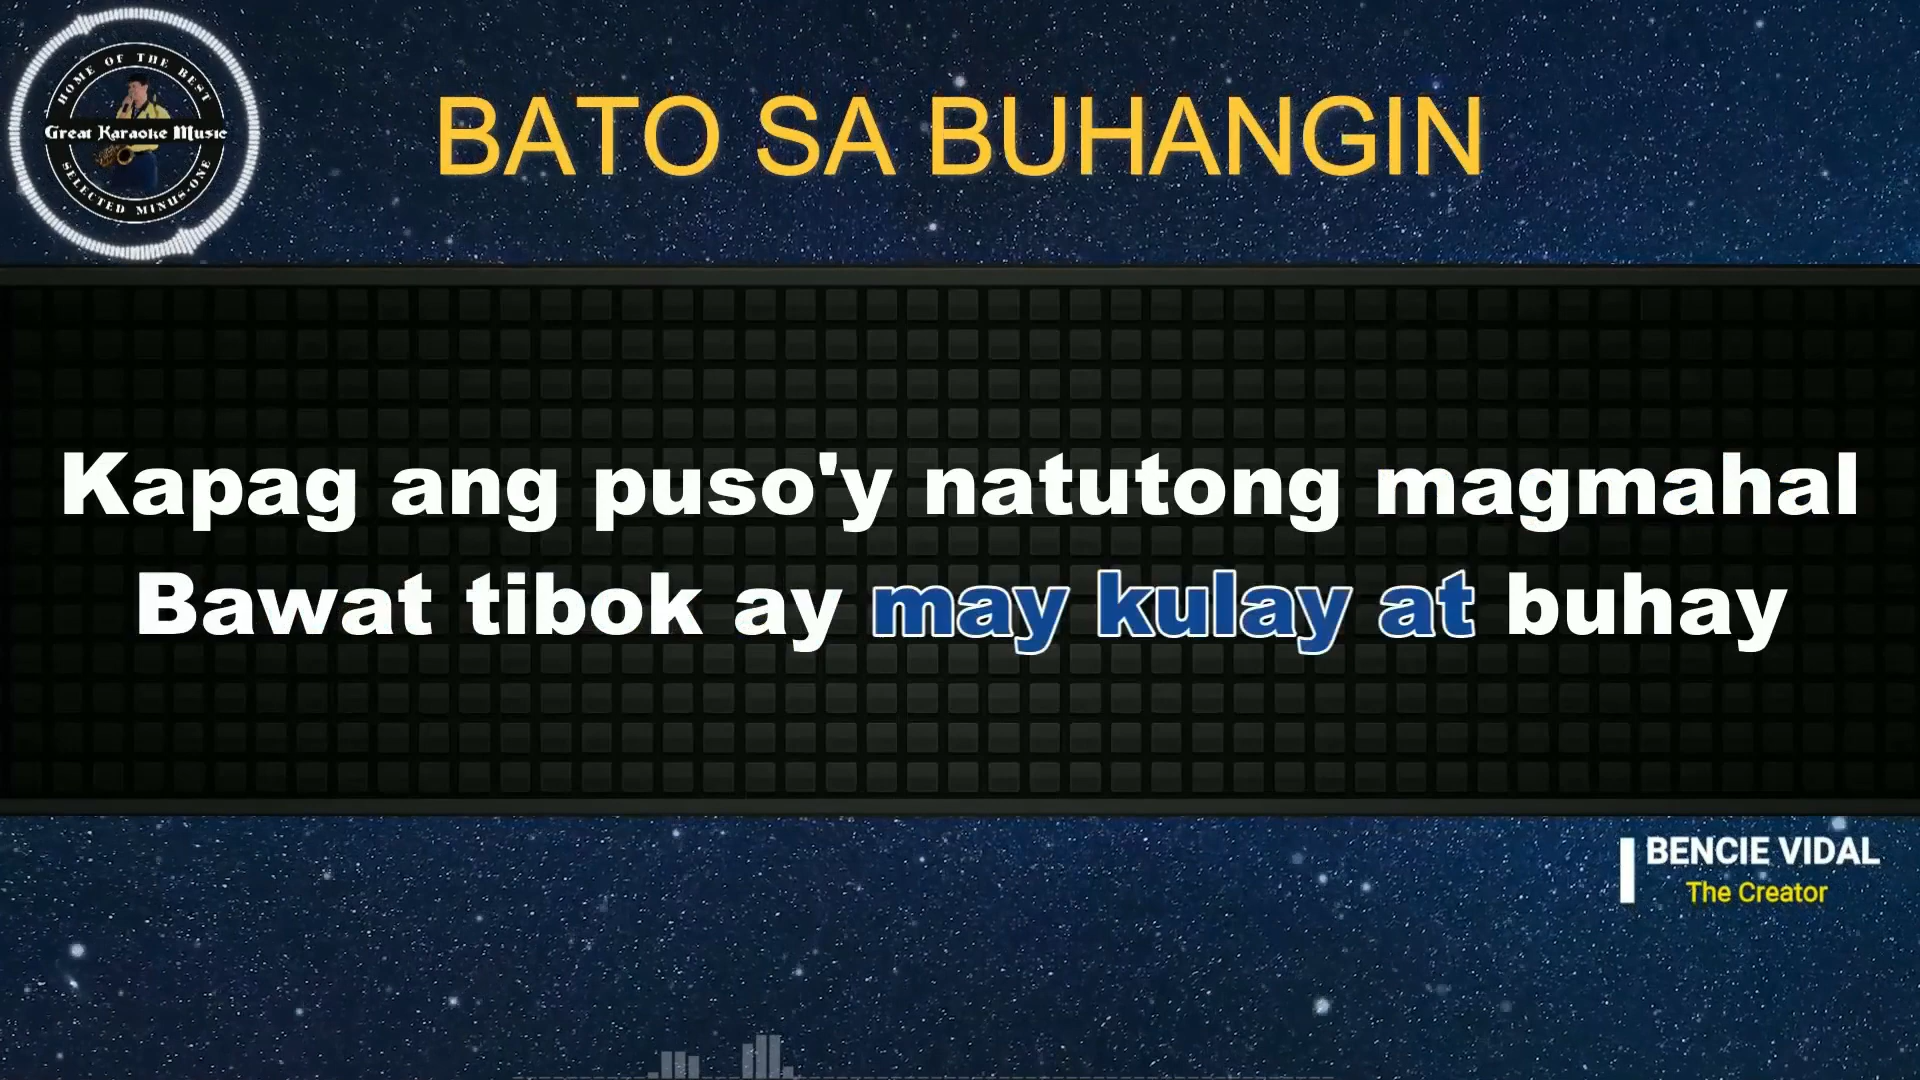 HOME OF THE BEST
Great Karaoke Music
SELECTED MINUS-ONE
BATO SA BUHANGIN
Kapag ang puso'y natutong magmahal
Bawat tibok ay may kulay at buhay
BENCIE VIDAL
The Creator